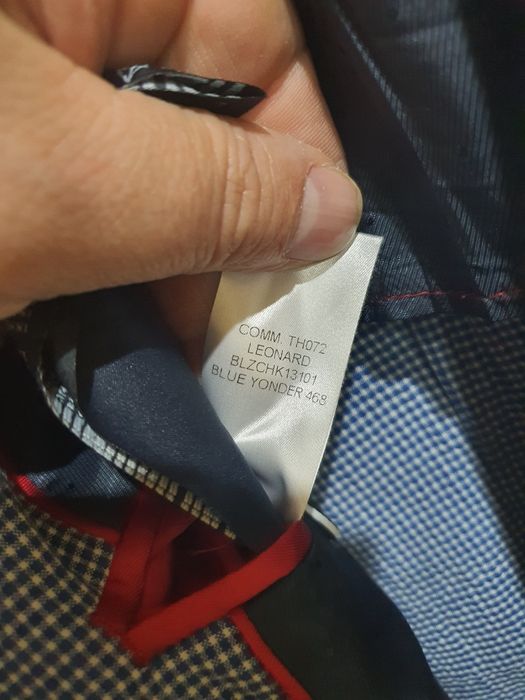 COMM. TH072
LEONARD
BLZCHK13101
BLUE YONDER 468